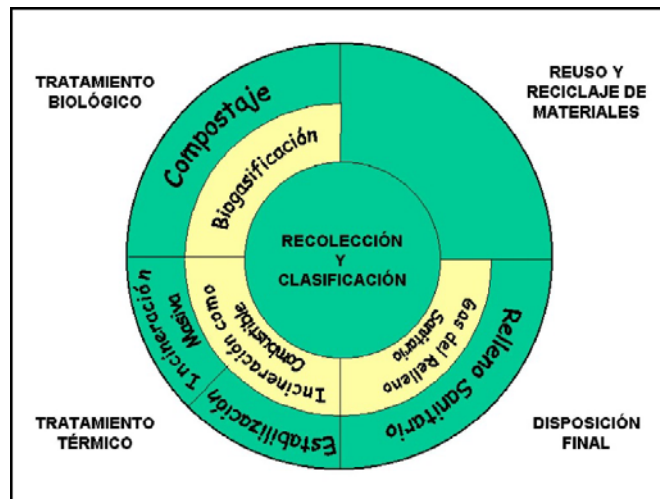 TRATAMIENTO
BIOLÓGICO
REUSO Y
RECICLAJE DE
MATERIALES
Compostaje
Biogasificación
RECOLECCIÓN
Y
CLASIFICACIÓN
Incineración
Masiva
Incineración como
Combustible
Estabilización
Gas del Relleno
Sanitario
Relleno Sanitario
TRATAMIENTO
TÉRMICO
DISPOSICIÓN
FINAL